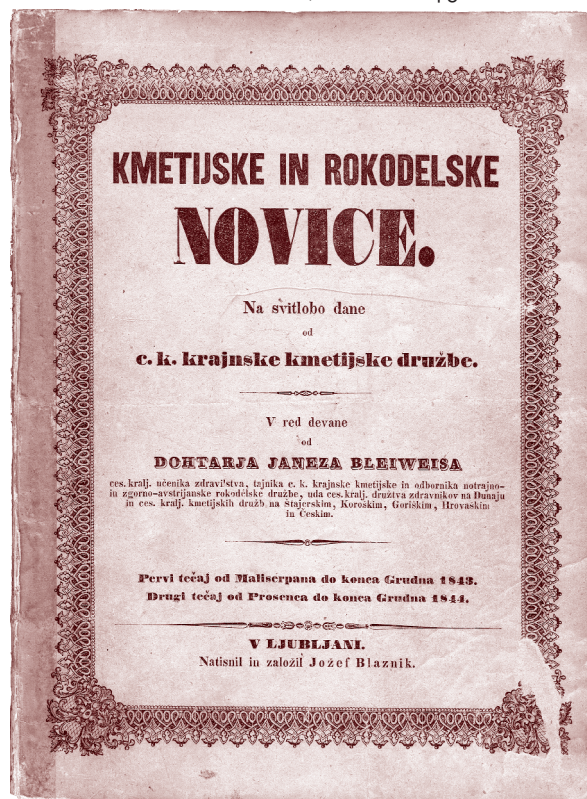 KMETIJSKE IN ROKODELSKE
NOVICE.
Na svitlobo dane
od
c. k. krajnske kmetijske družbe.
V red devane
od
DOHTARJA JANEZA BLEIWEISA
ces. kralj. učenika zdravi'stva, tajnika c. k. krajnske kmetijske in odbornika notrajno-
in zgorno-avstrijanske rokodélske družbe, uda ces. kralj. družtva zdravnikov na Dunaju
in ces. kralj. kmetijskih družb na Štajerskim, Koroškim, Goriškim, Hrovaškim
in Českim.
Pervi tečaj od Maliserpana do konca Grudna 1843.
Drugi tečaj od Prosenca do konca Grudna 1844.
V LJUBLJANI.
Natisnil in založil Jožef Blaznik.